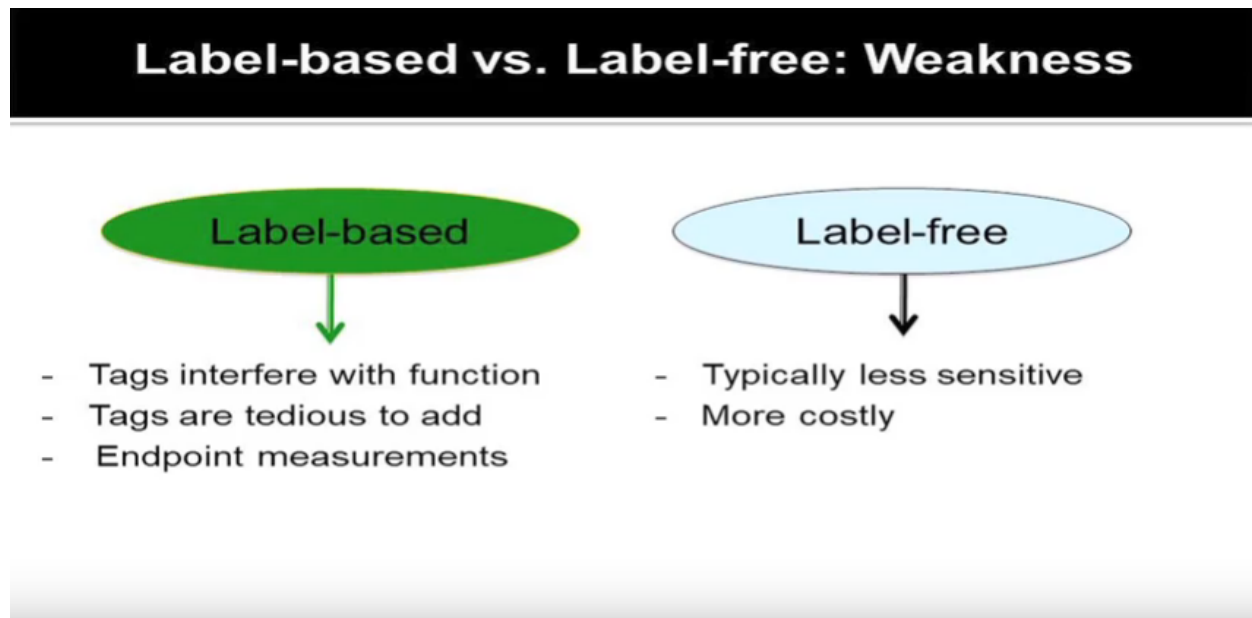 Label-based vs. Label-free: Weakness
Label-based
Label-free
- Tags interfere with function
- Tags are tedious to add
- Endpoint measurements
- Typically less sensitive
- More costly